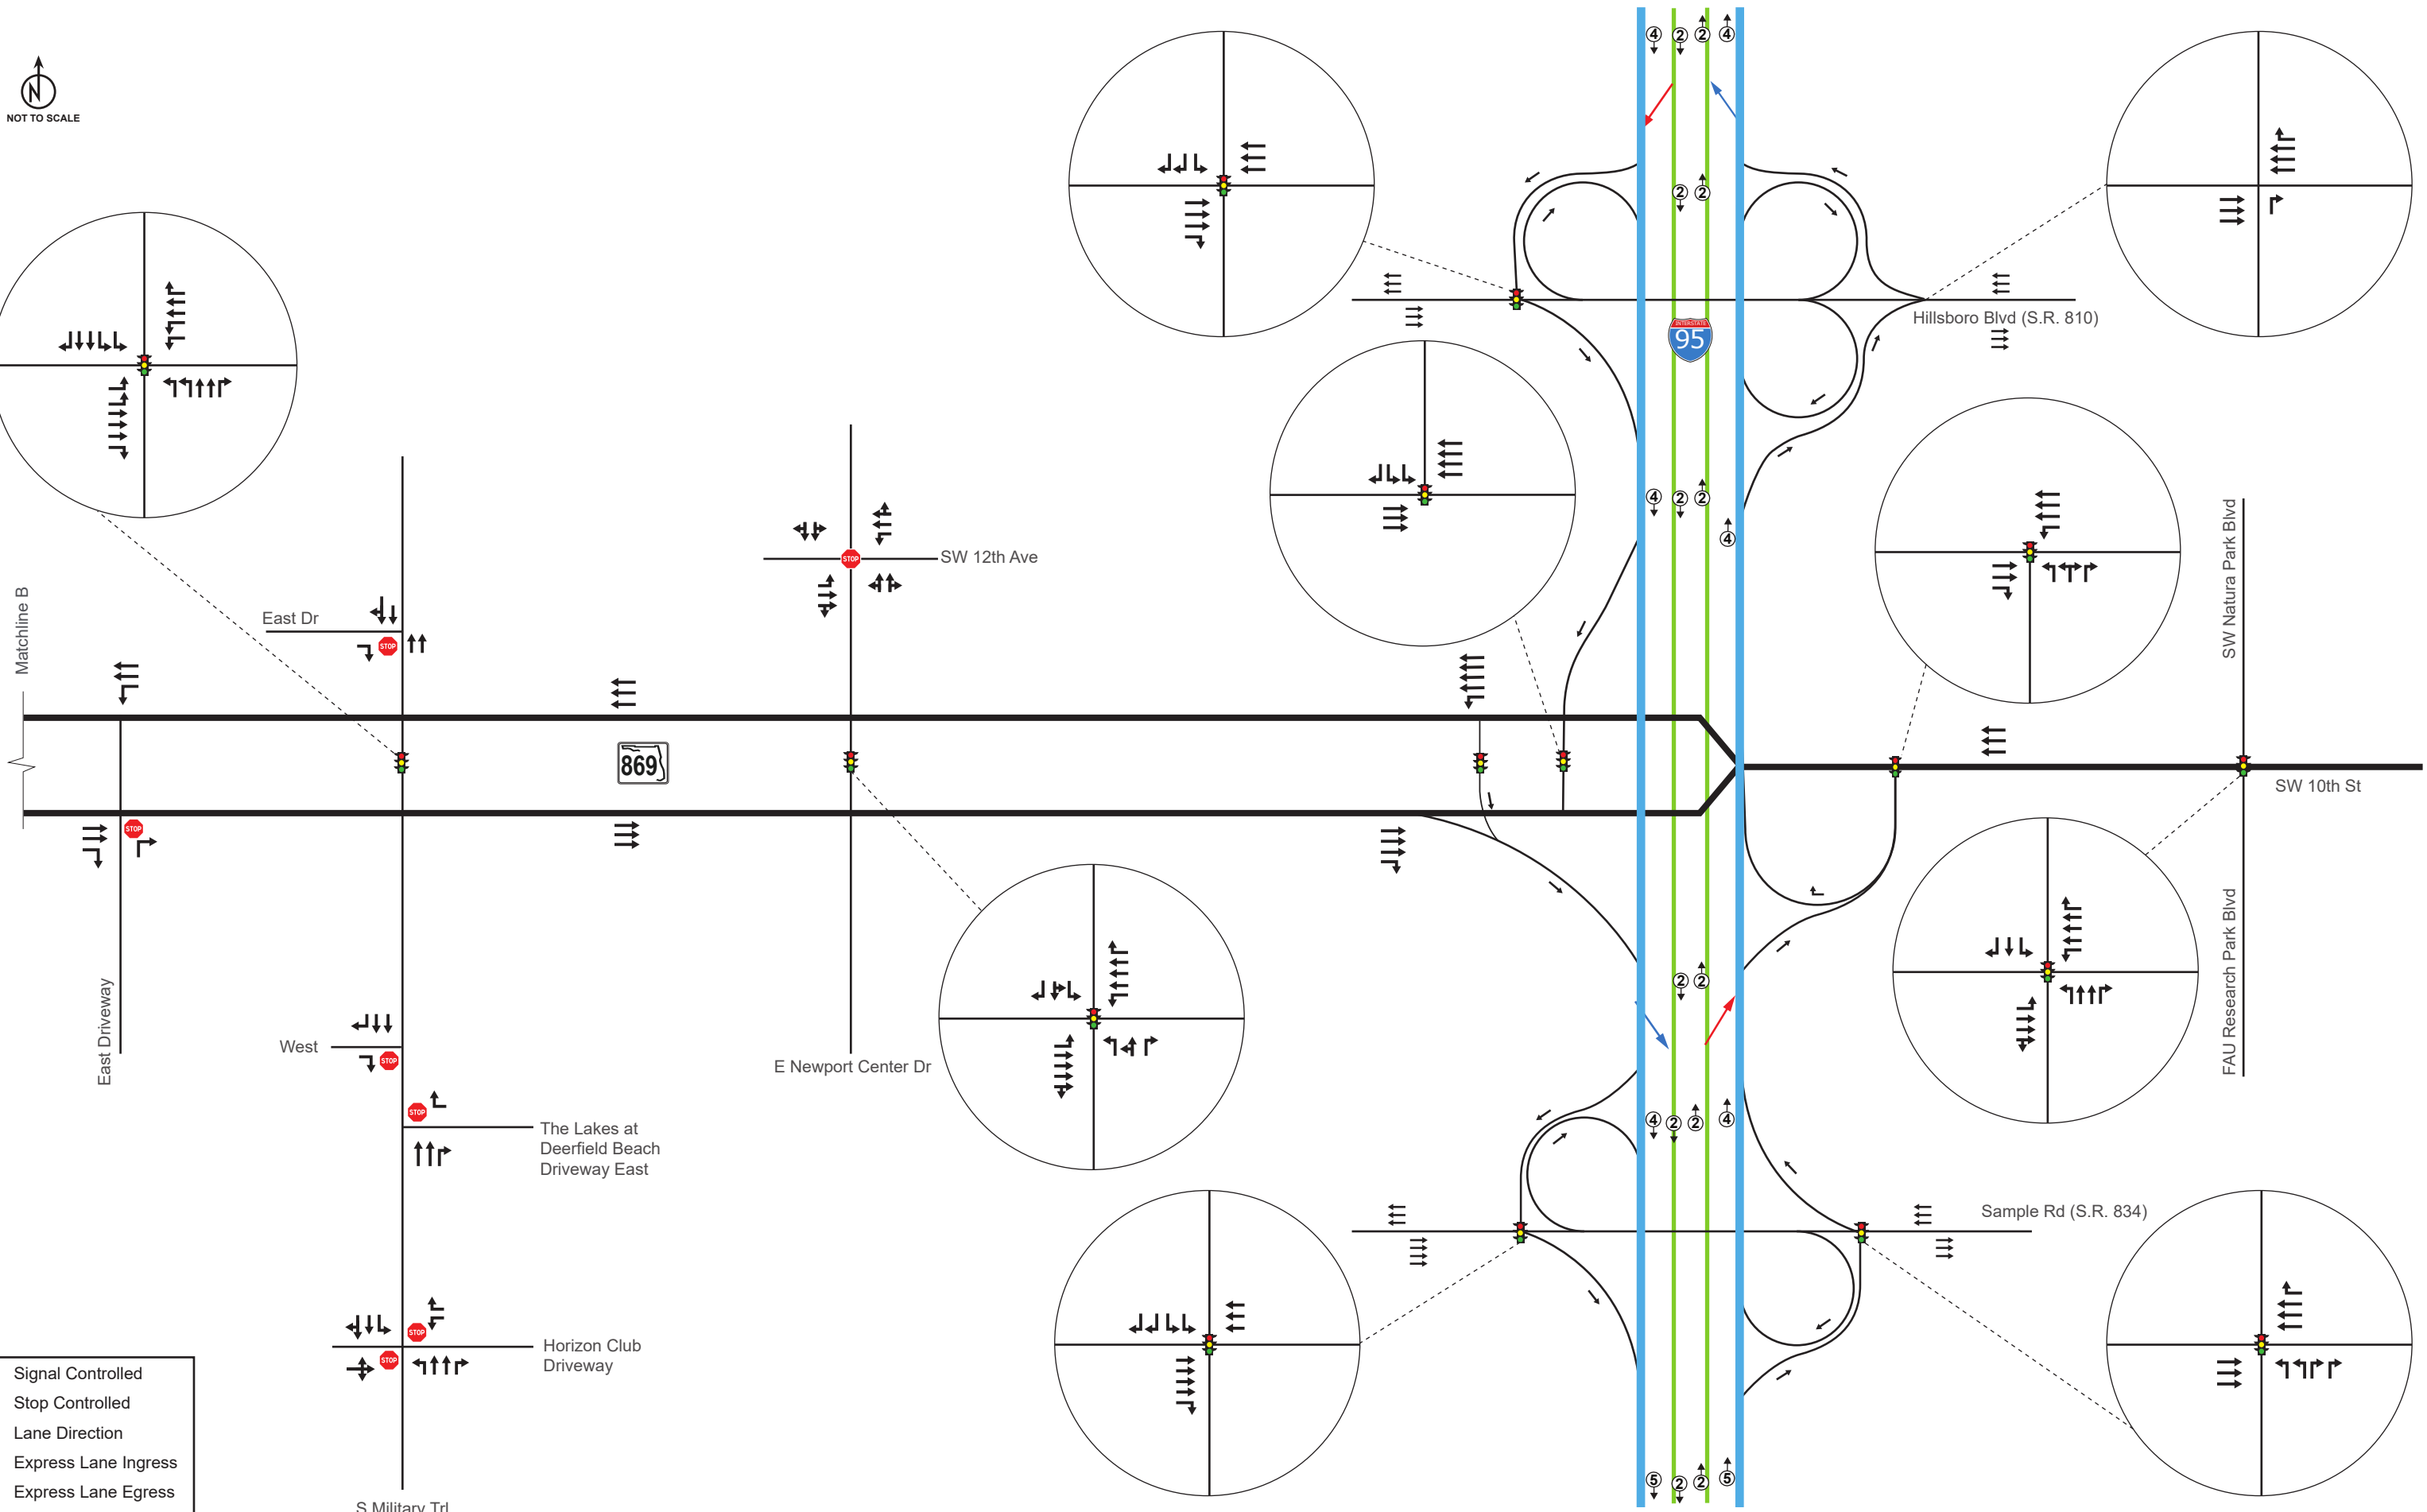 N
NOT TO SCALE
4
2
2
4
2
2
Hillsboro Blvd (S.R. 810)
INTERSTATE
95
4
2
2
4
SW Natura Park Blvd
STOP
SW 12th Ave
Matchline B
East Dr
STOP
869
SW 10th St
STOP
FAU Research Park Blvd
East Driveway
2
2
West
STOP
E Newport Center Dr
STOP
The Lakes at
Deerfield Beach
Driveway East
4
2
2
4
Sample Rd (S.R. 834)
STOP
STOP
Horizon Club
Driveway
Signal Controlled
Stop Controlled
Lane Direction
Express Lane Ingress
Express Lane Egress
5
2
2
5
S Military Trl